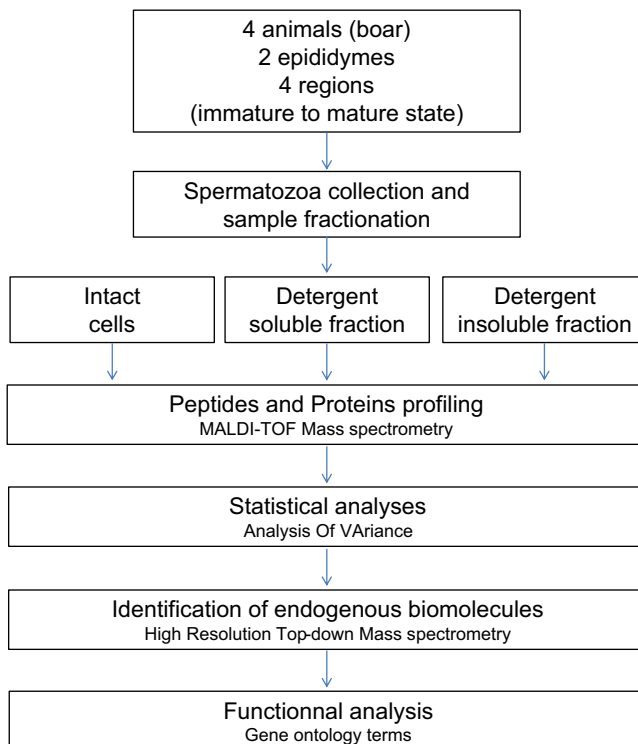 4 animals (boar)
2 epididymes
4 regions
(immature to mature state)
Spermatozoa collection and
sample fractionation
Intact
cells
Detergent
soluble fraction
Detergent
insoluble fraction
Peptides and Proteins profiling
MALDI-TOF Mass spectrometry
Statistical analyses
Analysis Of VAriance
Identification of endogenous biomolecules
High Resolution Top-down Mass spectrometry
Functionnal analysis
Gene ontology terms